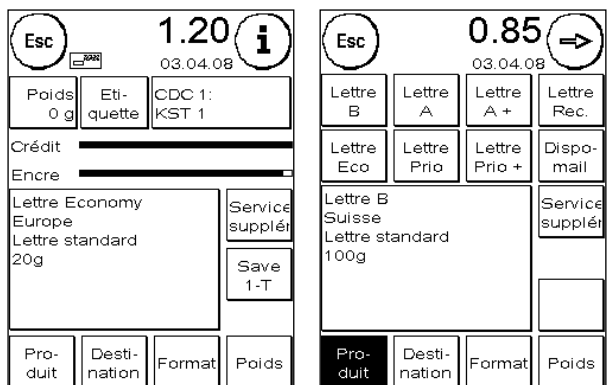 Esc
1.20
03.04.08
i
Poids
0 g
Eti-
quette
CDC 1:
KST 1
Crédit
Encre
Lettre Economy
Europe
Lettre standard
20g
Service
supplér
Save
1-T
Pro-
duit
Desti-
nation
Format
Poids
Esc
0.85
03.04.08
Lettre
B
Lettre
A
Lettre
A +
Lettre
Rec.
Lettre
Eco
Lettre
Prio
Lettre
Prio +
Dispo-
mail
Lettre B
Suisse
Lettre standard
100g
Service
supplér
Pro-
duit
Desti-
nation
Format
Poids